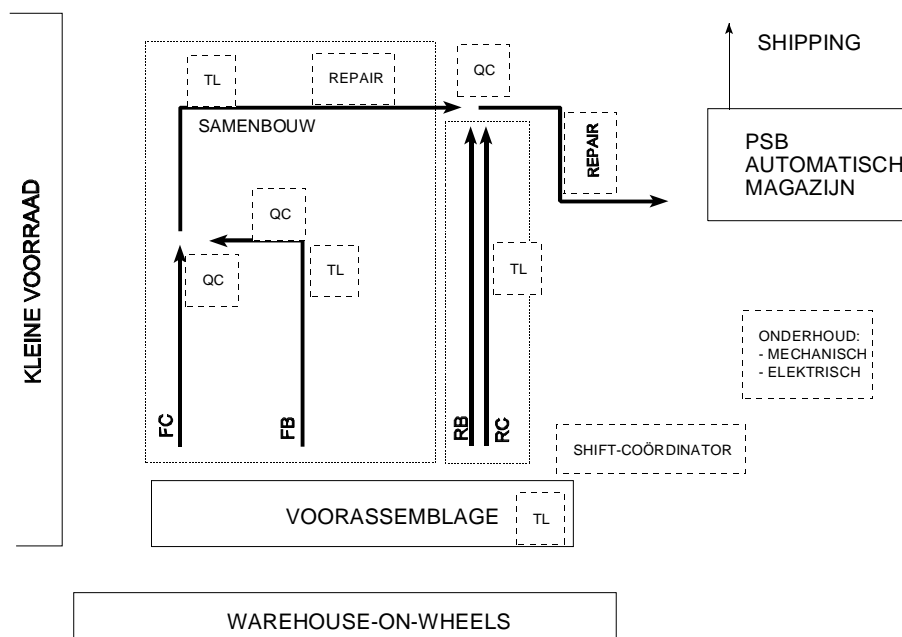 SHIPPING
TL
REPAIR
QC
SAMENBOUW
REPAIR
PSB
AUTOMATISCH
MAGAZIJN
KLEINE VOORRAAD
QC
QC
TL
TL
ONDERHOUD:
- MECHANISCH
- ELEKTRISCH
FC
FB
RB
RC
SHIFT-COÖRDINATOR
VOORASSEMBLAGE
TL
WAREHOUSE-ON-WHEELS